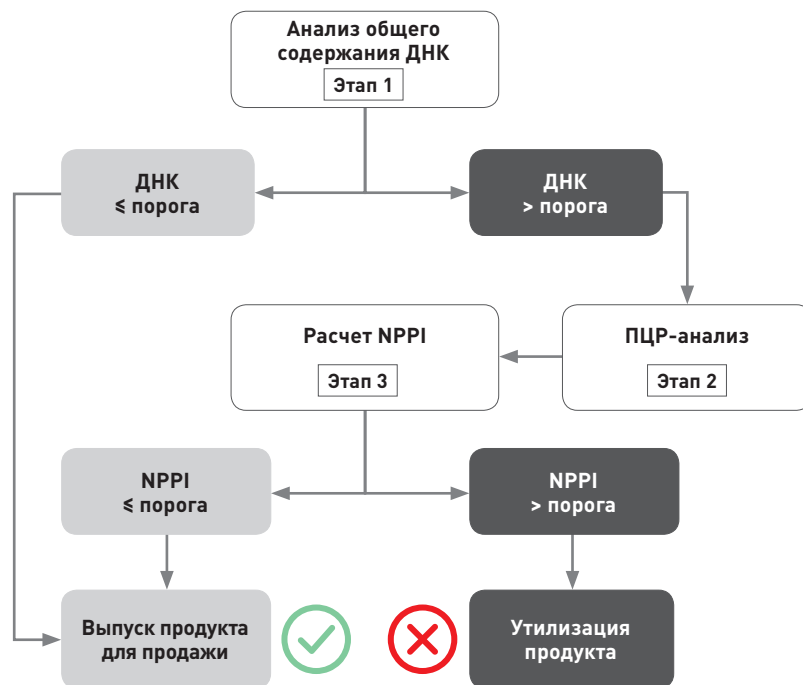 Анализ общего
содержания ДНК
Этап 1
ДНК
≤ порога
ДНК
> порога
Расчет NPPI
Этап 3
ПЦР-анализ
Этап 2
NPPI
≤ порога
NPPI
> порога
Выпуск продукта
для продажи
Утилизация
продукта